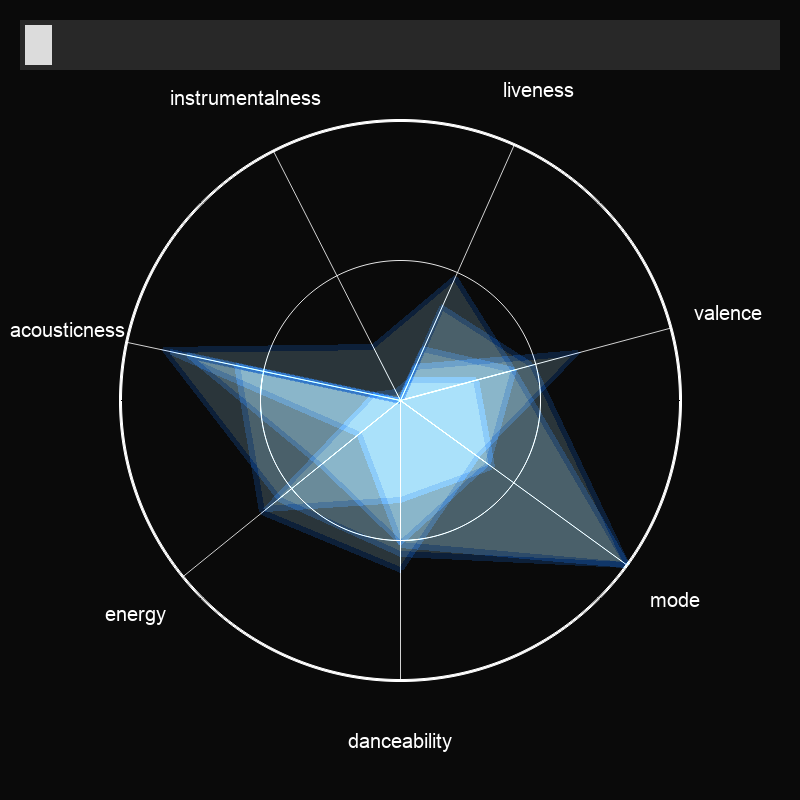 liveness
instrumentalness
valence
acousticness
mode
energy
danceability